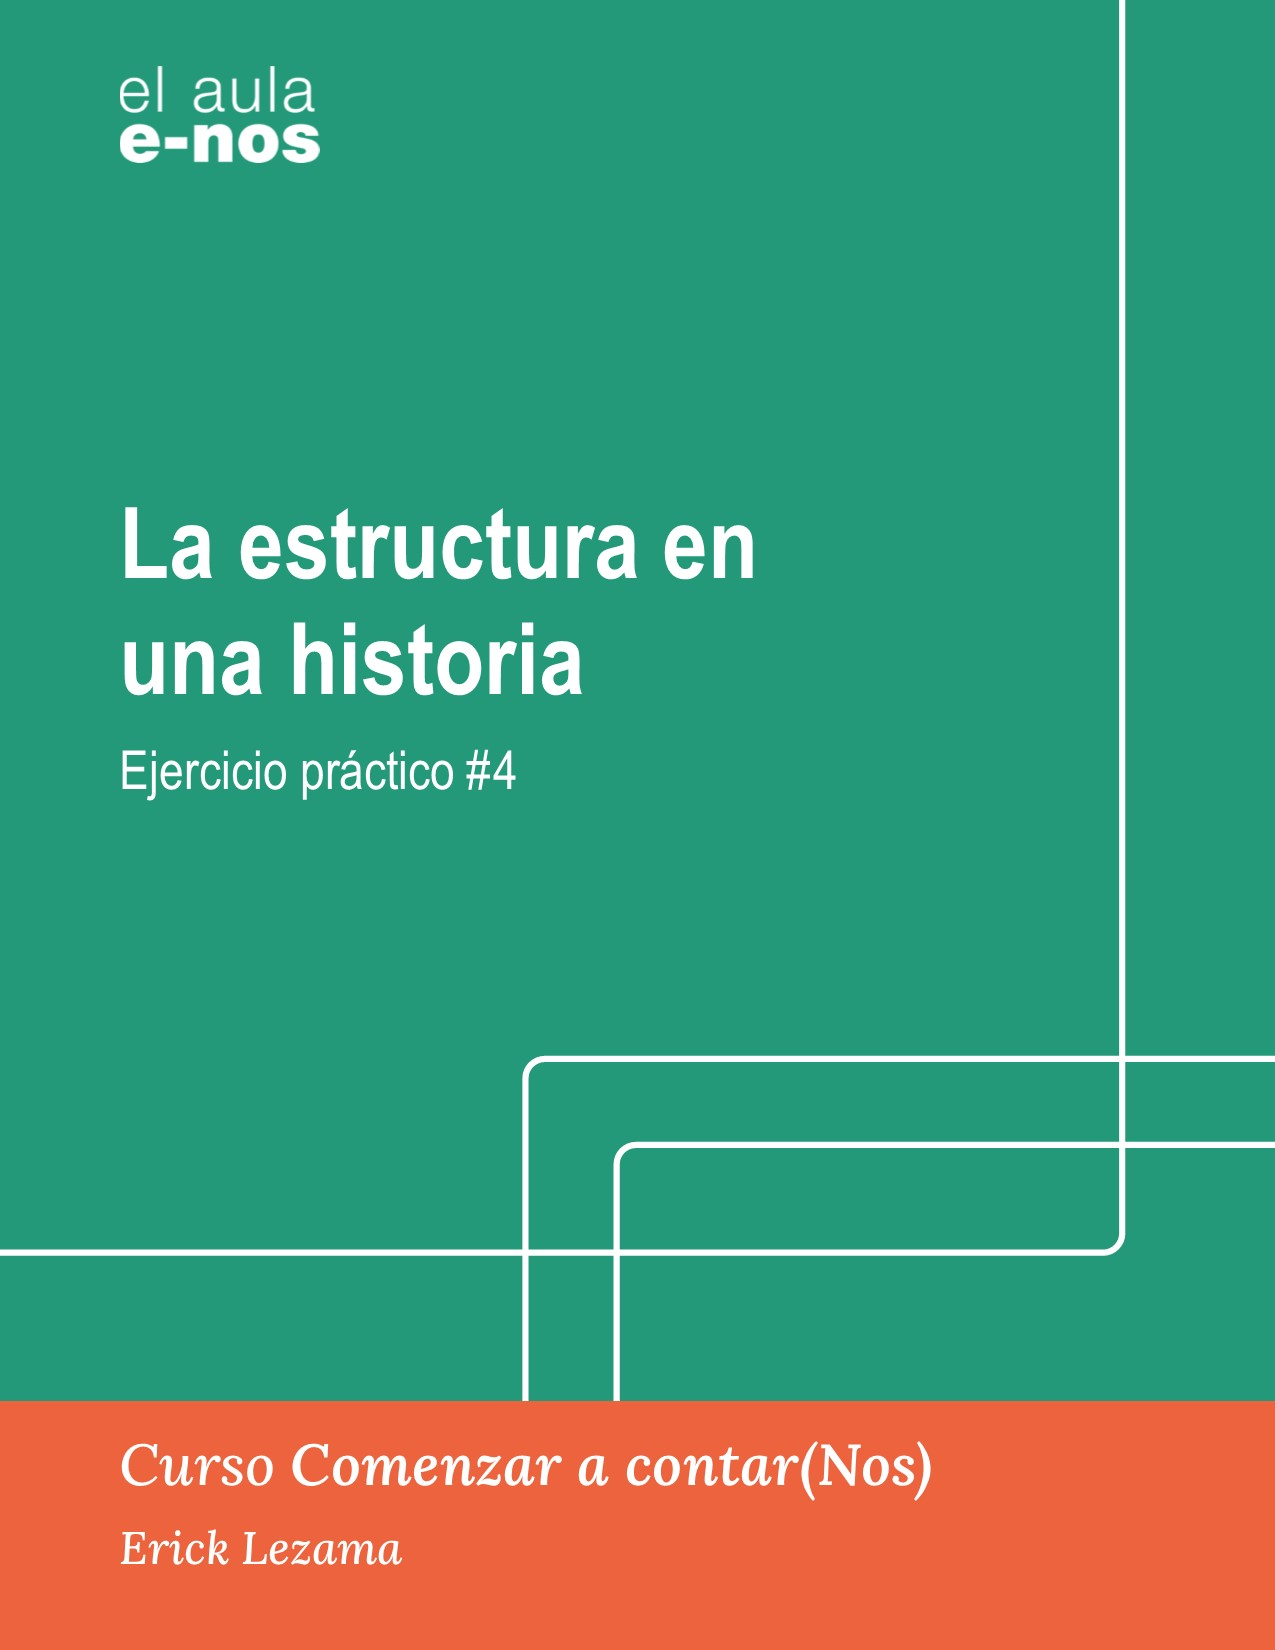 el aula
e-nos
La estructura en
una historia
Ejercicio práctico #4
Curso Comenzar a contar(Nos)
Erick Lezama